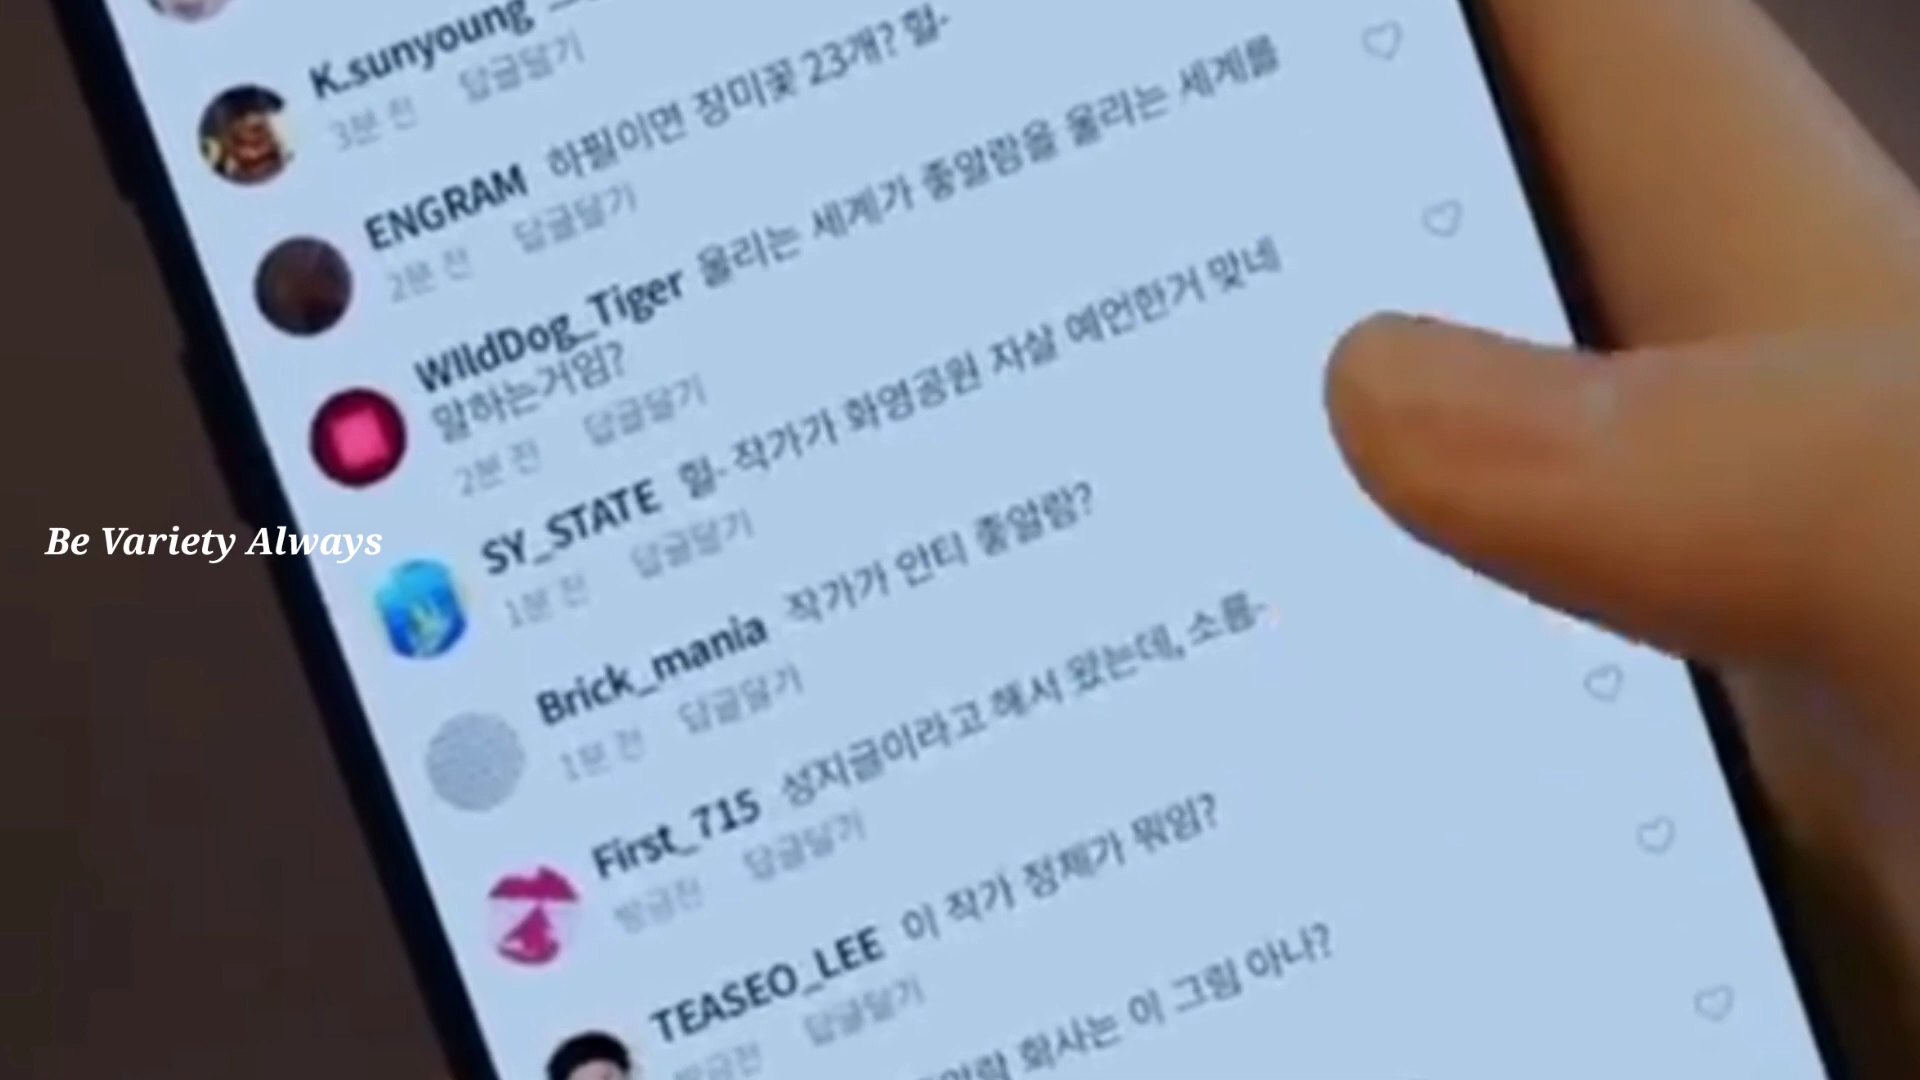 K.sunyoung
3분 전 답글달기
ENGRAM 하필이면 장미꽃 23개? 헐-
2분 전 답글달기
WIldDog_Tiger 울리는 세계가 좋알람을 울리는 세계를
말하는거임?
2분 전 답글달기
SY_STATE 헐- 작가가 화영공원 자살 예언한거 맞네
1분 전 답글달기
Brick_mania 작가가 안티 좋알람?
1분 전 답글달기
First_715 성지글이라고 해서 왔는데, 소름-
방금전 답글달기
TEASEO_LEE 이 작가 정체가 뭐임?
방금전 답글달기
회사는 이 그림 아나?
Be Variety Always